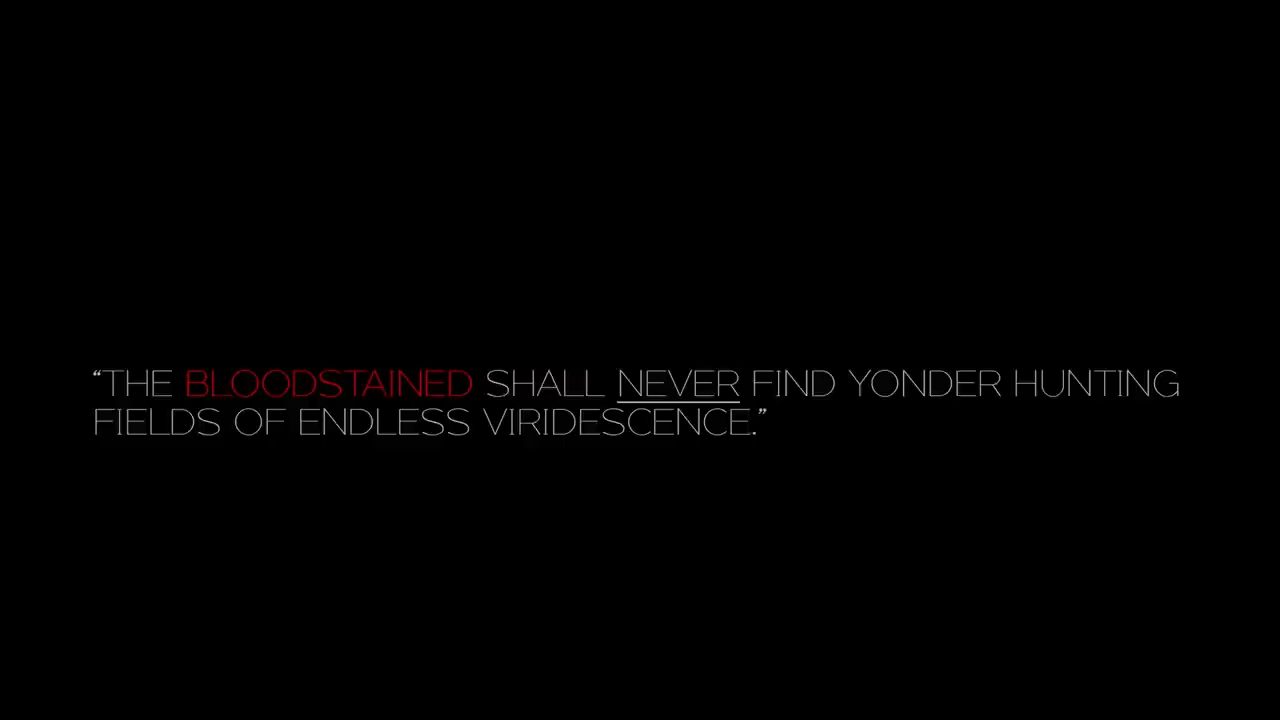 “THE BLOODSTAINED SHALL NEVER FIND YONDER HUNTING
FIELDS OF ENDLESS VIRIDESCENCE.”